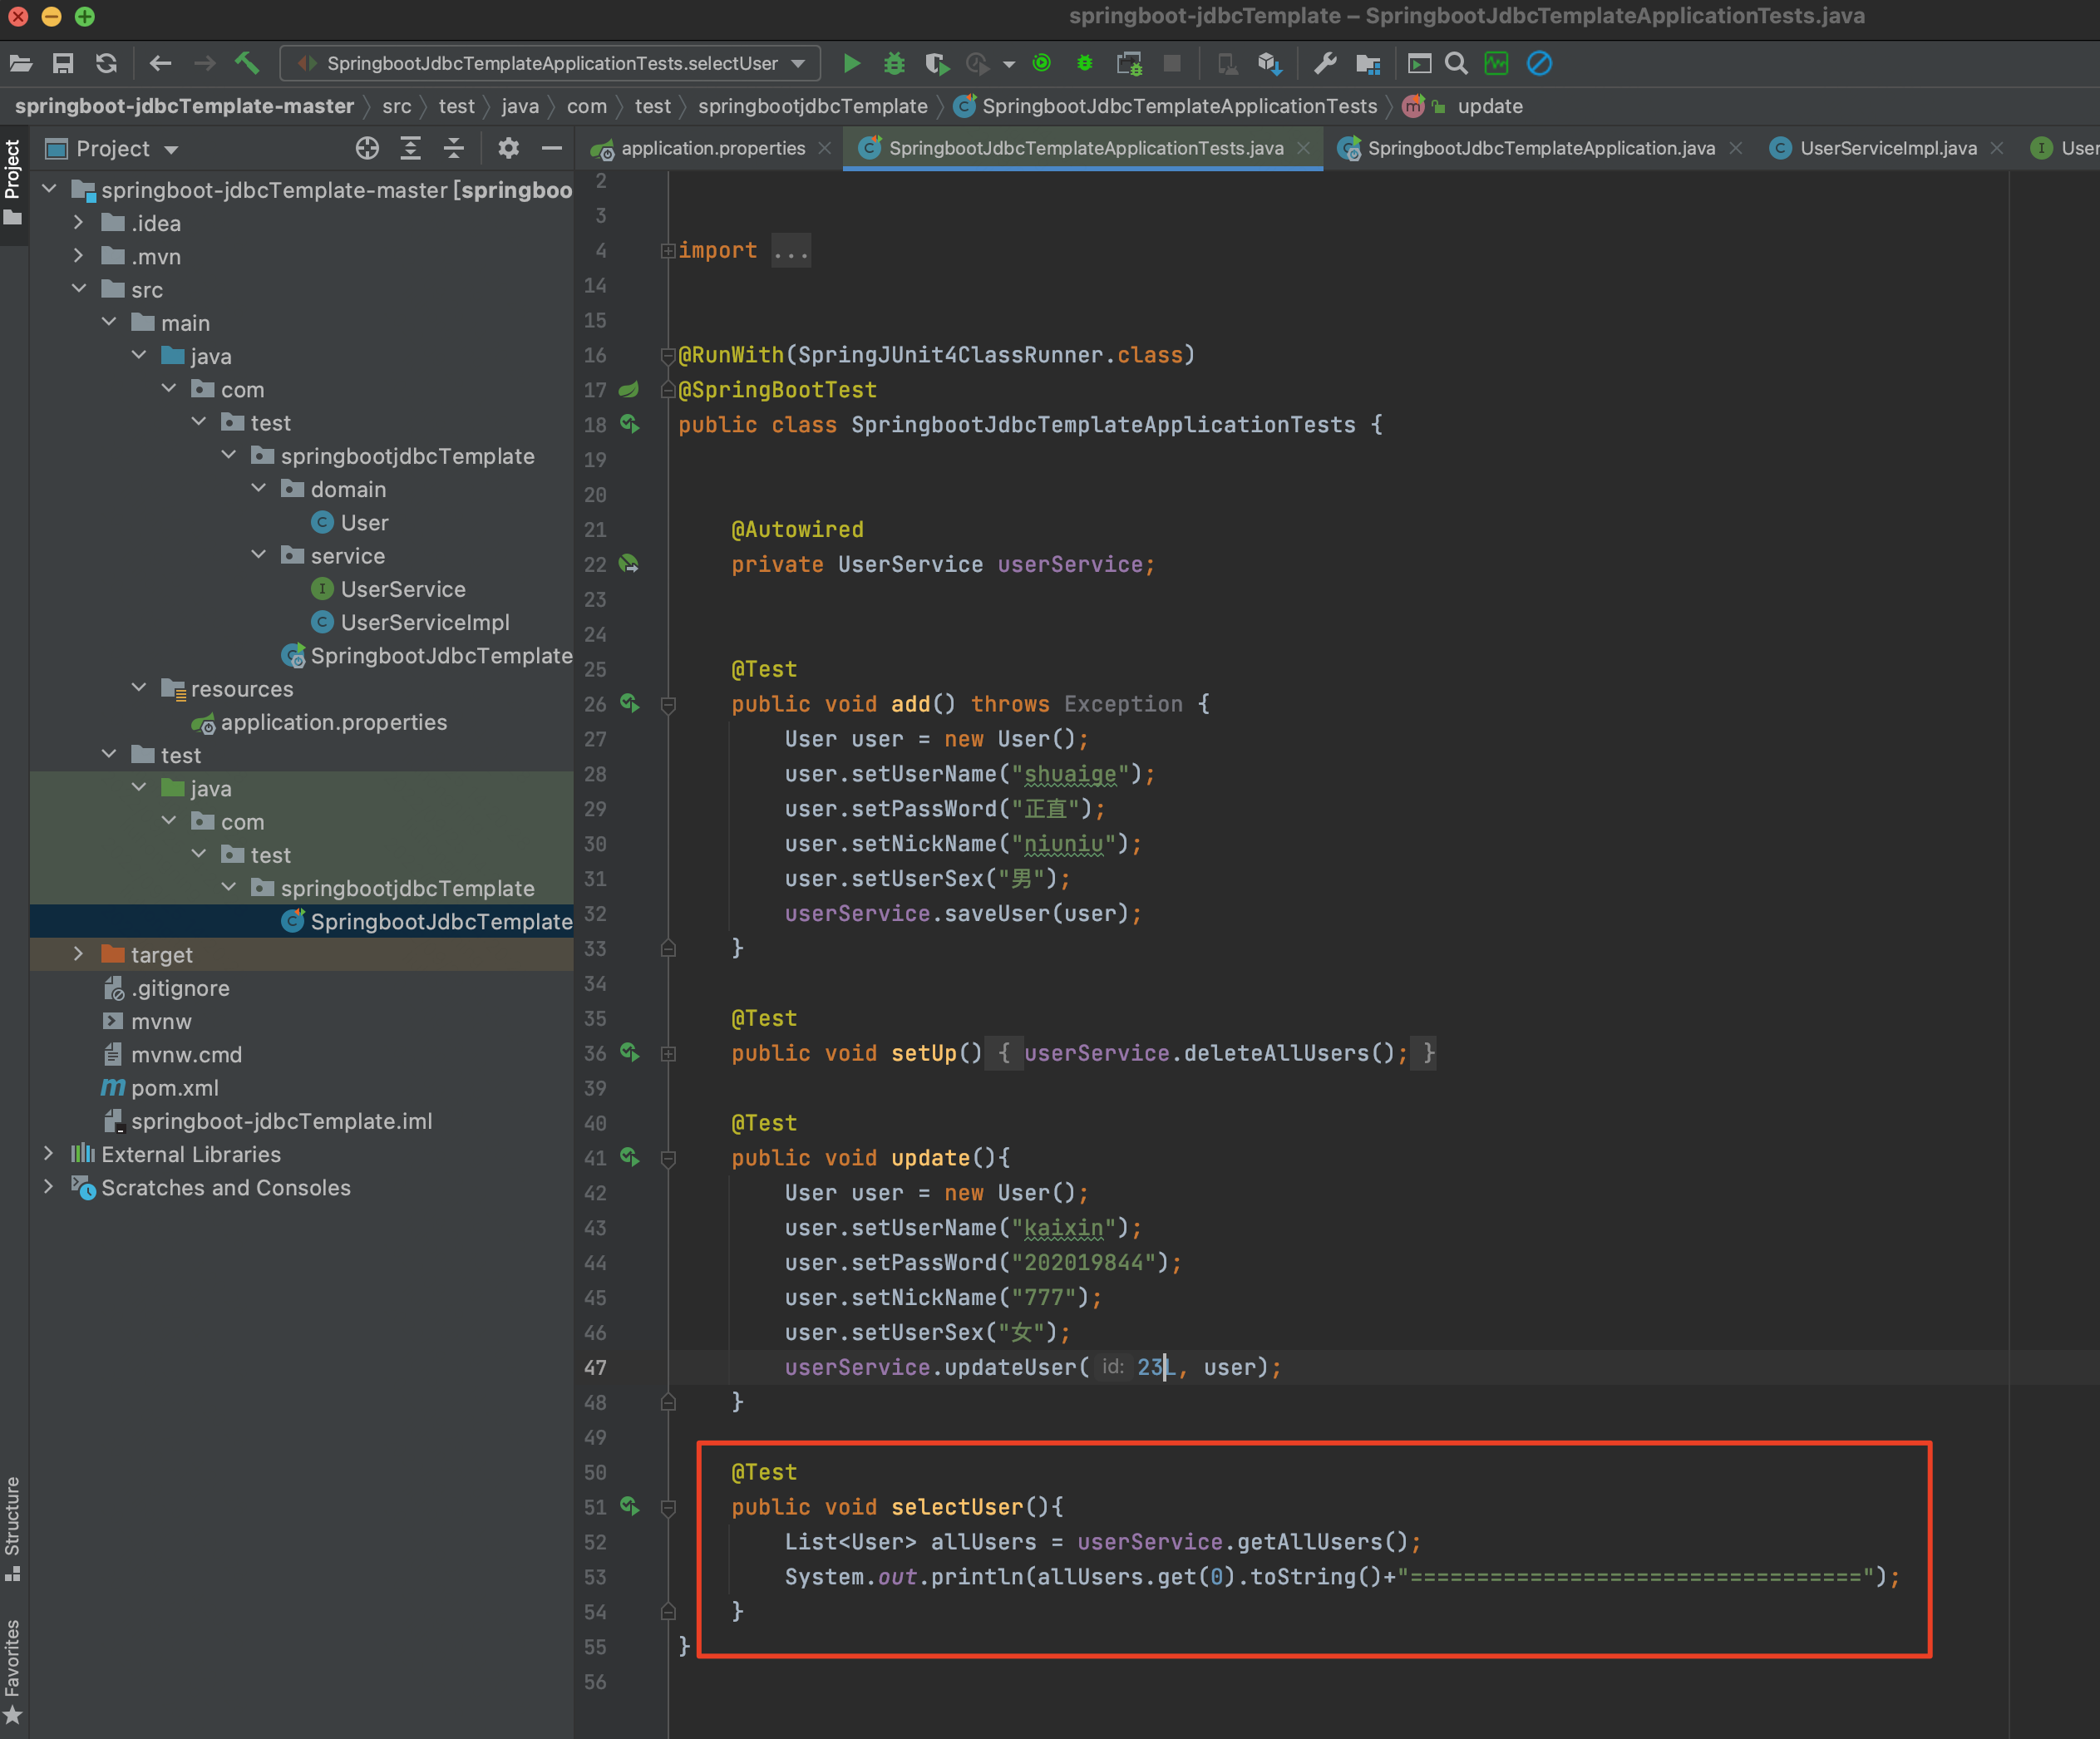 springboot-jdbcTemplate – SpringbootJdbcTemplateApplicationTests.java
SpringbootJdbcTemplateApplicationTests.selectUser
springboot-jdbcTemplate-master src test java com test springbootjdbcTemplate SpringbootJdbcTemplateApplicationTests update
Project
Project
application.properties
SpringbootJdbcTemplateApplicationTests.java
SpringbootJdbcTemplateApplication.java
UserServiceImpl.java
User
springboot-jdbcTemplate-master [springboo
.idea
.mvn
src
main
java
com
test
springbootjdbcTemplate
domain
User
service
UserService
UserServiceImpl
SpringbootJdbcTemplate
resources
application.properties
test
java
com
test
springbootjdbcTemplate
SpringbootJdbcTemplate
target
.gitignore
mvnw
mvnw.cmd
pom.xml
springboot-jdbcTemplate.iml
External Libraries
Scratches and Consoles
Structure
Favorites
2
3
4 import ...
14
15
16 @RunWith(SpringJUnit4ClassRunner.class)
17 @SpringBootTest
18 public class SpringbootJdbcTemplateApplicationTests {
19
20
21 @Autowired
22 private UserService userService;
23
24
25 @Test
26 public void add() throws Exception {
27 User user = new User();
28 user.setUserName("shuaige");
29 user.setPassWord("正直");
30 user.setNickName("niuniu");
31 user.setUserSex("男");
32 userService.saveUser(user);
33 }
34
35 @Test
36 public void setUp() { userService.deleteAllUsers(); }
39
40 @Test
41 public void update(){
42 User user = new User();
43 user.setUserName("kaixin");
44 user.setPassWord("202019844");
45 user.setNickName("777");
46 user.setUserSex("女");
47 userService.updateUser( id: 23L, user);
48 }
49
50 @Test
51 public void selectUser(){
52 List<User> allUsers = userService.getAllUsers();
53 System.out.println(allUsers.get(0).toString()+"==================================");
54 }
55 }
56